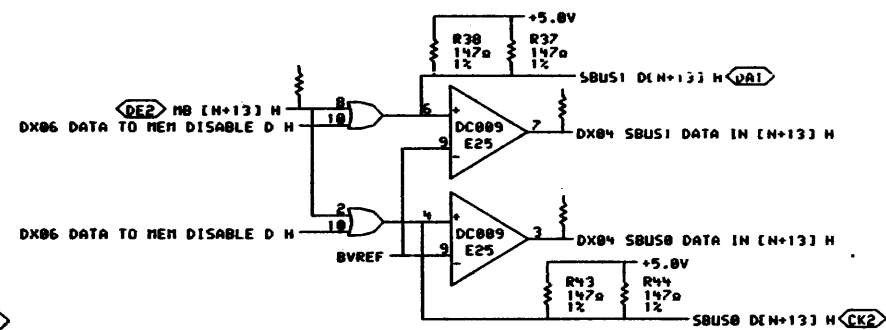 +5.0V
R38 R37
147Ω 147Ω
1% 1%
SBUS1 D[N+13] H DA1
DE2 MB [N+13] H 8 6 +
DX06 DATA TO MEM DISABLE D H 10
DC009 7 DX04 SBUS1 DATA IN [N+13] H
9 E25
-
2 4 +
DX06 DATA TO MEM DISABLE D H 10
DC009 3 DX04 SBUS0 DATA IN [N+13] H
BVREF 9 E25
-
+5.0V
R43 R44
147Ω 147Ω
1% 1%
SBUS0 D[N+13] H CK2